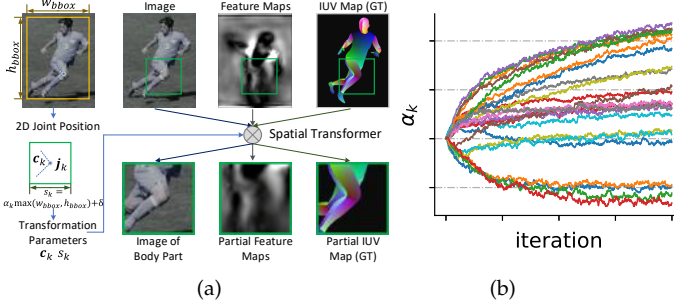 w_bbox
h_bbox
Image
Feature Maps
IUV Map (GT)
2D Joint Position
Spatial Transformer
c_k
j_k
s_k =
α_k max(w_bbox, h_bbox)+δ
Transformation
Parameters
c_k s_k
Image of
Body Part
Partial Feature
Maps
Partial IUV
Map (GT)
(a)
α_k
iteration
(b)